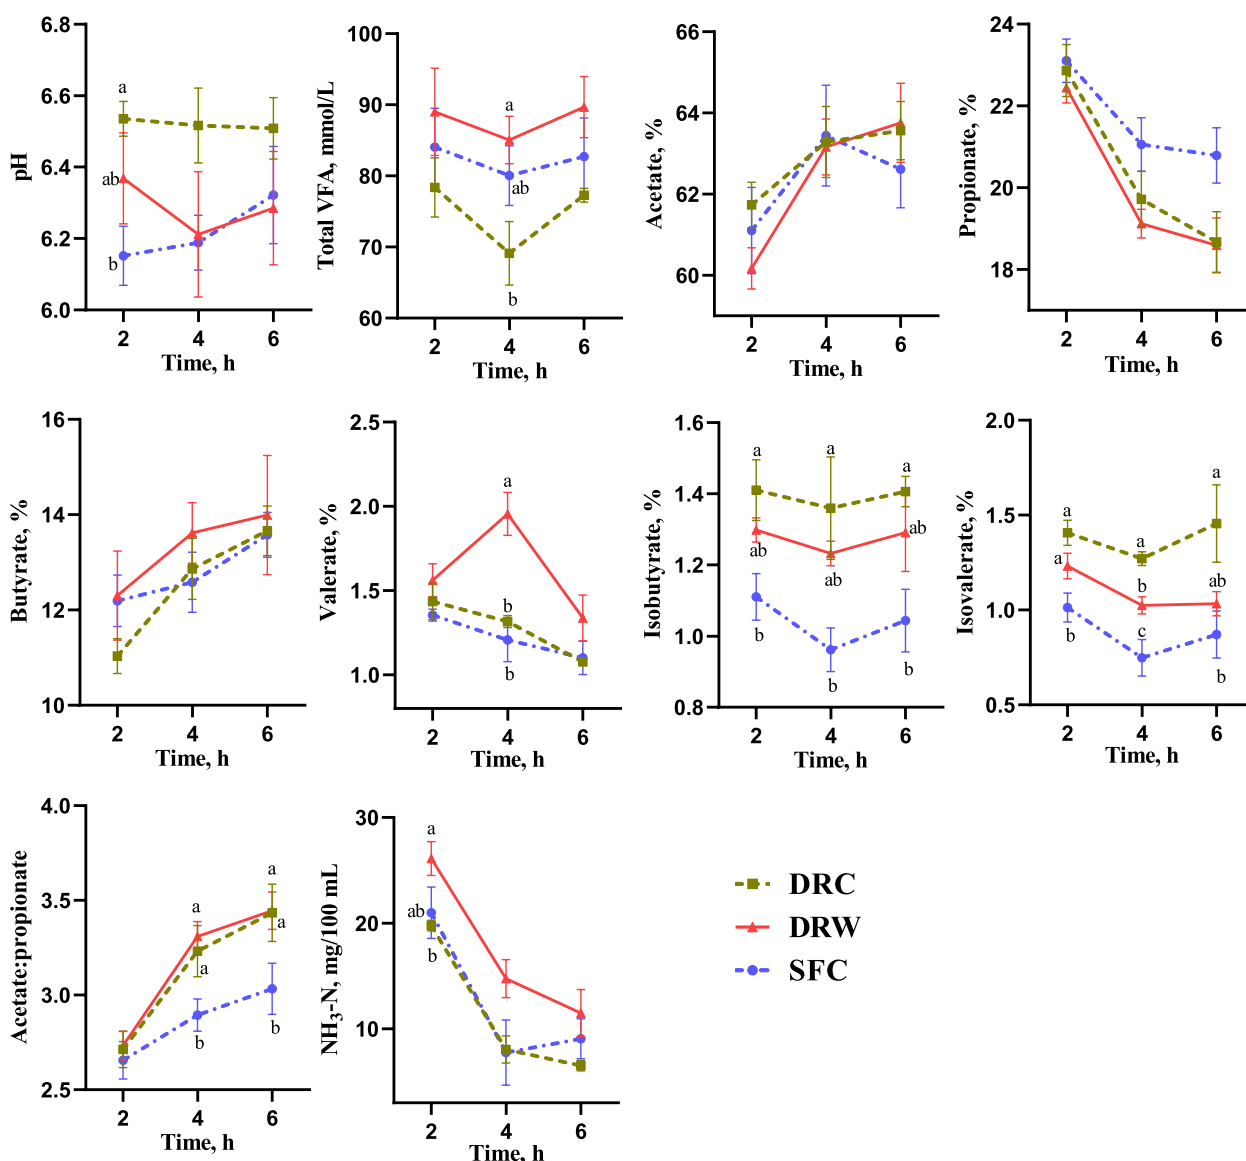 pH
6.8
6.6
6.4
6.2
6.0
a
ab
b
2 4 6
Time, h
Total VFA, mmol/L
100
90
80
70
60
a
ab
b
2 4 6
Time, h
Acetate, %
66
64
62
60
2 4 6
Time, h
Propionate, %
24
22
20
18
2 4 6
Time, h
Butyrate, %
16
14
12
10
2 4 6
Time, h
Valerate, %
2.5
2.0
1.5
1.0
a
b
b
2 4 6
Time, h
Isobutyrate, %
1.6
1.4
1.2
1.0
0.8
a a a
ab ab ab
b b b
2 4 6
Time, h
Isovalerate, %
2.0
1.5
1.0
0.5
a a a
a b ab
b c b
2 4 6
Time, h
Acetate:propionate
4.0
3.5
3.0
2.5
a a
a a
b b
2 4 6
Time, h
NH3-N, mg/100 mL
30
20
10
a
ab
b
2 4 6
Time, h
DRC
DRW
SFC